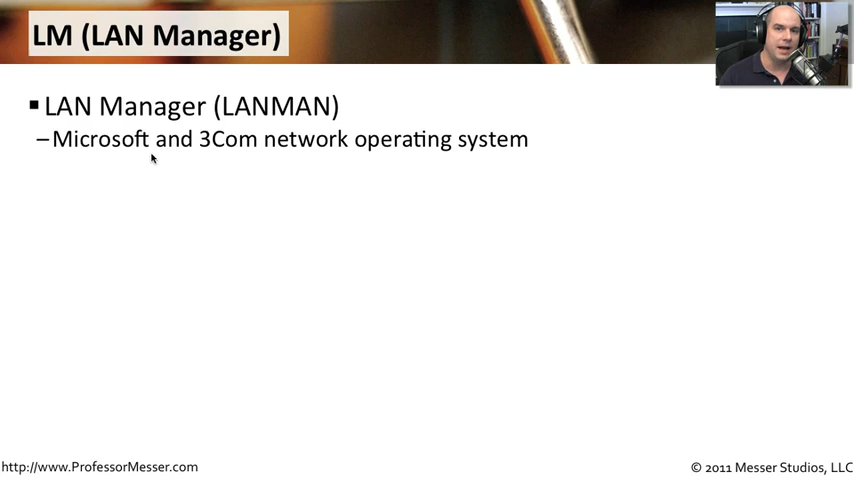 LM (LAN Manager)
▪ LAN Manager (LANMAN)
– Microsoft and 3Com network operating system
http://www.ProfessorMesser.com
© 2011 Messer Studios, LLC